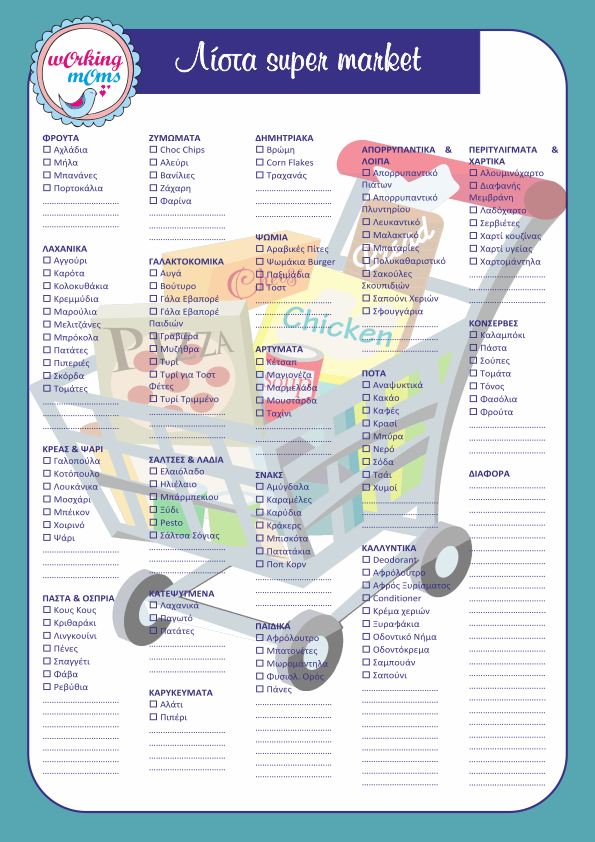 wOrking
mOms
Λίστα super market
ΦΡΟΥΤΑ
Αχλάδια
Μήλα
Μπανάνες
Πορτοκάλια
ΛΑΧΑΝΙΚΑ
Αγγούρι
Καρότα
Κολοκυθάκια
Κρεμμύδια
Μαρούλια
Μελιτζάνες
Μπρόκολα
Πατάτες
Πιπεριές
Σκόρδα
Τομάτες
ΚΡΕΑΣ & ΨΑΡΙ
Γαλοπούλα
Κοτόπουλο
Λουκάνικα
Μοσχάρι
Μπέικον
Χοιρινό
Ψάρι
ΠΑΣΤΑ & ΟΣΠΡΙΑ
Κους Κους
Κριθαράκι
Λινγκουίνι
Πένες
Σπαγγέτι
Φάβα
Ρεβύθια
ΖΥΜΩΜΑΤΑ
Choc Chips
Αλεύρι
Βανίλιες
Ζάχαρη
Φαρίνα
ΓΑΛΑΚΤΟΚΟΜΙΚΑ
Αυγά
Βούτυρο
Γάλα Εβαπορέ
Γάλα Εβαπορέ
Παιδιών
Γραβιέρα
Μυζήθρα
Τυρί
Τυρί για Τοστ
Φέτες
Τυρί Τριμμένο
ΣΑΛΤΣΕΣ & ΛΑΔΙΑ
Ελαιόλαδο
Ηλιέλαιο
Μπάρμπεκιου
Ξύδι
Pesto
Σάλτσα Σόγιας
ΚΑΤΕΨΥΓΜΕΝΑ
Λαχανικά
Παγωτό
Πατάτες
ΚΑΡΥΚΕΥΜΑΤΑ
Αλάτι
Πιπέρι
ΔΗΜΗΤΡΙΑΚΑ
Βρώμη
Corn Flakes
Τραχανάς
ΨΩΜΙΑ
Αραβικές Πίτες
Ψωμάκια Burger
Παξιμάδια
Τοστ
ΑΡΤΥΜΑΤΑ
Κέτσαπ
Μαγιονέζα
Μαρμελάδα
Μουστάρδα
Ταχίνι
ΣΝΑΚΣ
Αμύγδαλα
Καραμέλες
Καρύδια
Κράκερς
Μπισκότα
Πατατάκια
Ποπ Κορν
ΠΑΙΔΙΚΑ
Αφρόλουτρο
Μπατονέτες
Μωρομάντηλα
Φυσιολ. Ορός
Πάνες
ΑΠΟΡΡΥΠΑΝΤΙΚΑ &
ΛΟΙΠΑ
Απορρυπαντικό
Πιάτων
Απορρυπαντικό
Πλυντηρίου
Λευκαντικό
Μαλακτικό
Μπαταρίες
Πολυκαθαριστικό
Σακούλες
Σκουπιδιών
Σαπούνι Χεριών
Σφουγγάρια
ΠΟΤΑ
Αναψυκτικά
Κακάο
Καφές
Κρασί
Μπύρα
Νερό
Σόδα
Τσάι
Χυμοί
ΚΑΛΛΥΝΤΙΚΑ
Deodorant
Αφρόλουτρο
Αφρός Ξυρίσματος
Conditioner
Κρέμα χεριών
Ξυραφάκια
Οδοντικό Νήμα
Οδοντόκρεμα
Σαμπουάν
Σαπούνι
ΠΕΡΙΤΥΛΙΓΜΑΤΑ &
ΧΑΡΤΙΚΑ
Αλουμινόχαρτο
Διαφανής
Μεμβράνη
Λαδόχαρτο
Σερβιέτες
Χαρτί κουζίνας
Χαρτί υγείας
Χαρτομάντηλα
ΚΟΝΣΕΡΒΕΣ
Καλαμπόκι
Πάστα
Σούπες
Τομάτα
Τόνος
Φασόλια
Φρούτα
ΔΙΑΦΟΡΑ
PIZZA
Chicken
Soup